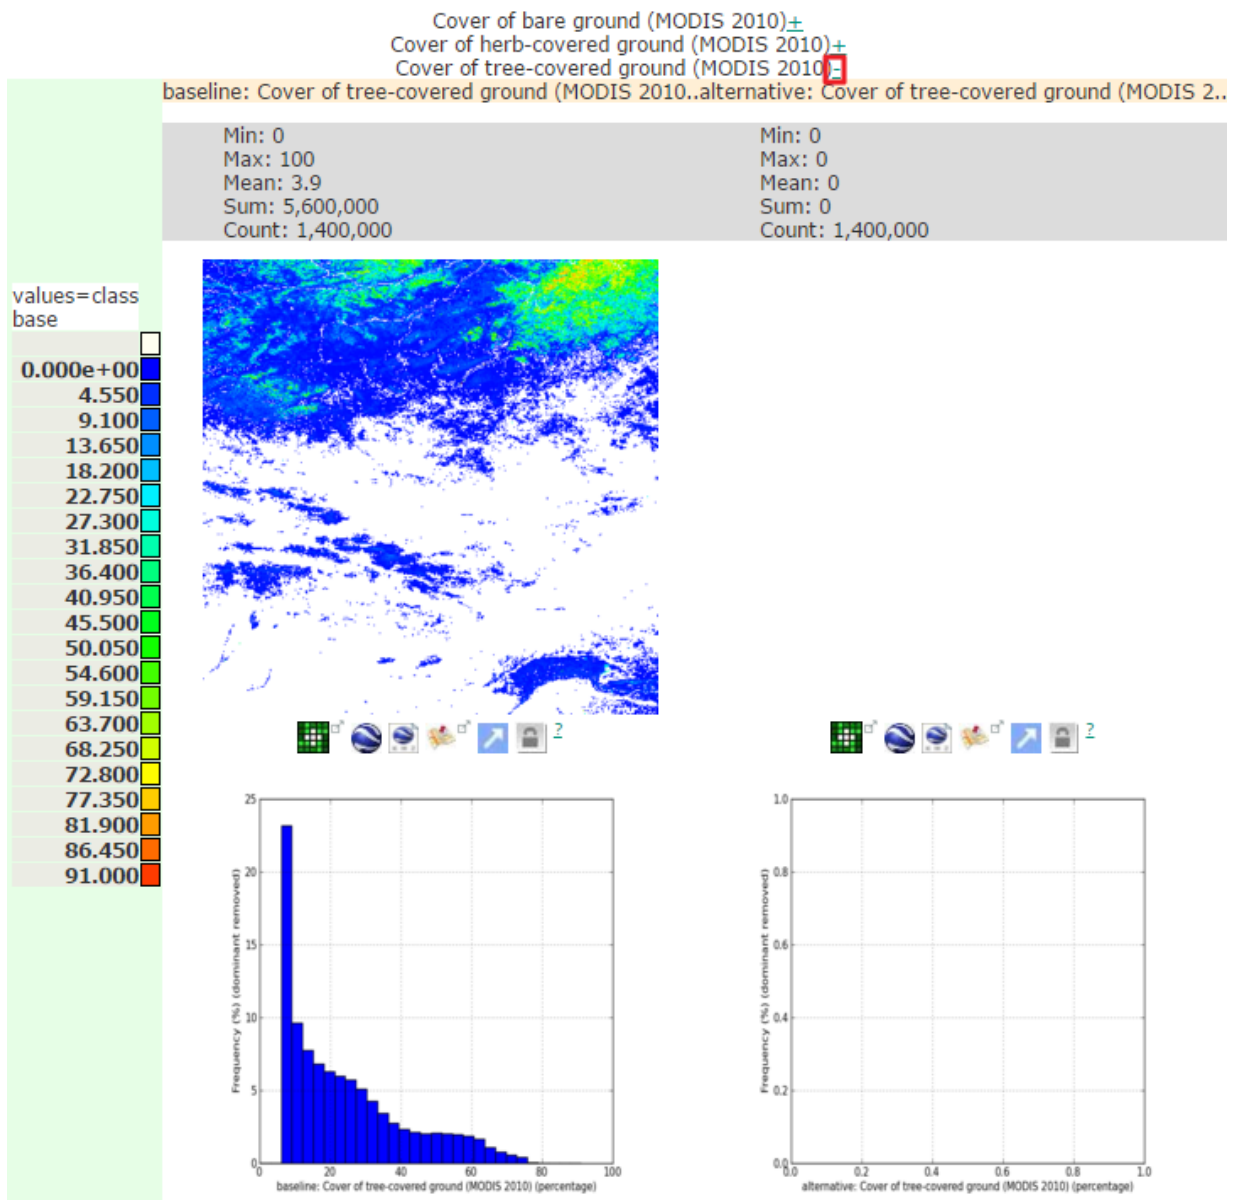 Cover of bare ground (MODIS 2010)+
Cover of herb-covered ground (MODIS 2010)+
Cover of tree-covered ground (MODIS 2010)-
baseline: Cover of tree-covered ground (MODIS 2010..alternative: Cover of tree-covered ground (MODIS 2..
Min: 0
Max: 100
Mean: 3.9
Sum: 5,600,000
Count: 1,400,000
Min: 0
Max: 0
Mean: 0
Sum: 0
Count: 1,400,000
values=class
base
0.000e+00
4.550
9.100
13.650
18.200
22.750
27.300
31.850
36.400
40.950
45.500
50.050
54.600
59.150
63.700
68.250
72.800
77.350
81.900
86.450
91.000
?
?
Frequency (%) (dominant removed)
25
20
15
10
5
0
0 20 40 60 80 100
baseline: Cover of tree-covered ground (MODIS 2010) (percentage)
Frequency (%) (dominant removed)
1.0
0.8
0.6
0.4
0.2
0.0
0.0 0.2 0.4 0.6 0.8 1.0
alternative: Cover of tree-covered ground (MODIS 2010) (percentage)